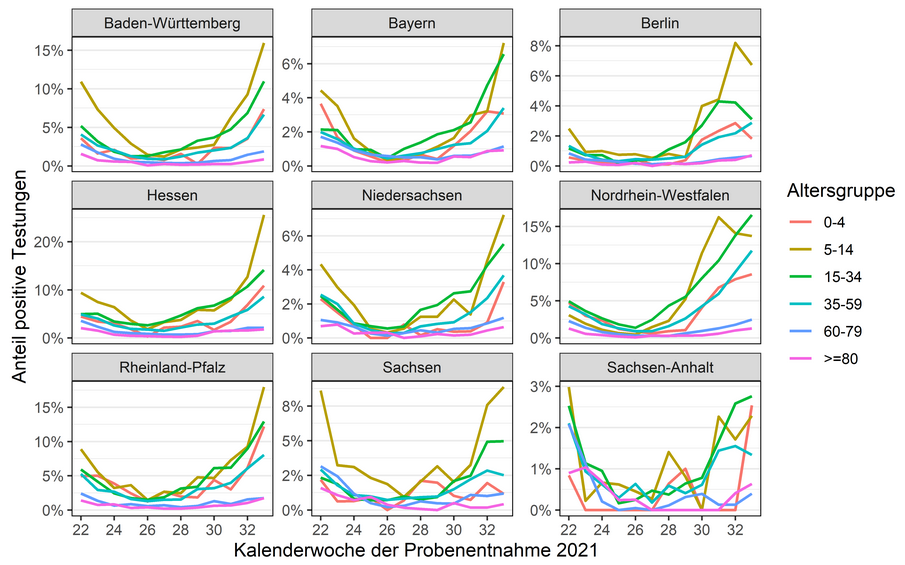 Baden-Württemberg
Bayern
Berlin
15%
10%
5%
0%
6%
4%
2%
0%
8%
6%
4%
2%
0%
Hessen
Niedersachsen
Nordrhein-Westfalen
20%
10%
0%
6%
4%
2%
0%
15%
10%
5%
0%
Rheinland-Pfalz
Sachsen
Sachsen-Anhalt
15%
10%
5%
0%
8%
5%
2%
0%
3%
2%
1%
0%
22 24 26 28 30 32
22 24 26 28 30 32
22 24 26 28 30 32
Anteil positive Testungen
Kalenderwoche der Probenentnahme 2021
Altersgruppe
0-4
5-14
15-34
35-59
60-79
>=80